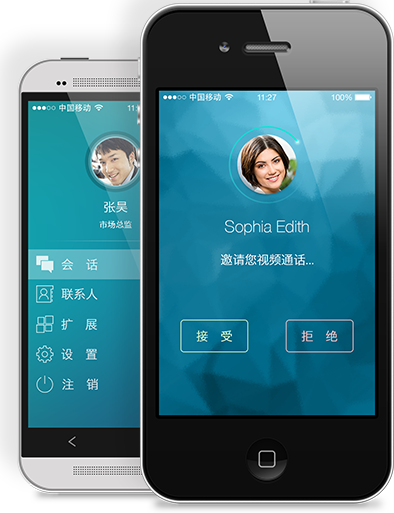 中国移动
11
张昊
市场总监
会 话
联系人
扩 展
设 置
注 销
中国移动
11:27
100%
Sophia Edith
邀请您视频通话...
接 受
拒 绝